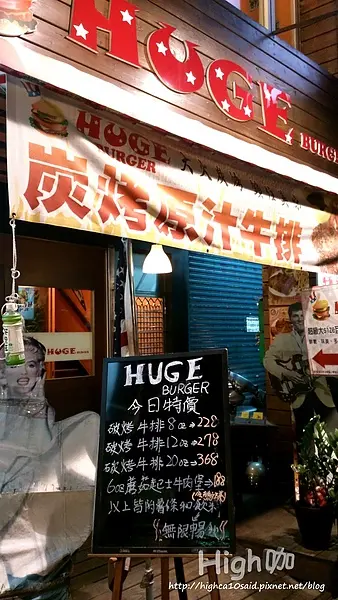 HUGE
BURGER
HUGE
BURGER
炭烤原汁牛排
HUGE
HUGE
BURGER
今日特價
碳烤牛排8oz→228
碳烤牛排12oz→278
碳烤牛排20oz→368
6oz蘑菇起士牛肉堡→188
以上皆附薯條和飲料
無限暢飲
High咖
http://highca10said.pixnet.net/blog